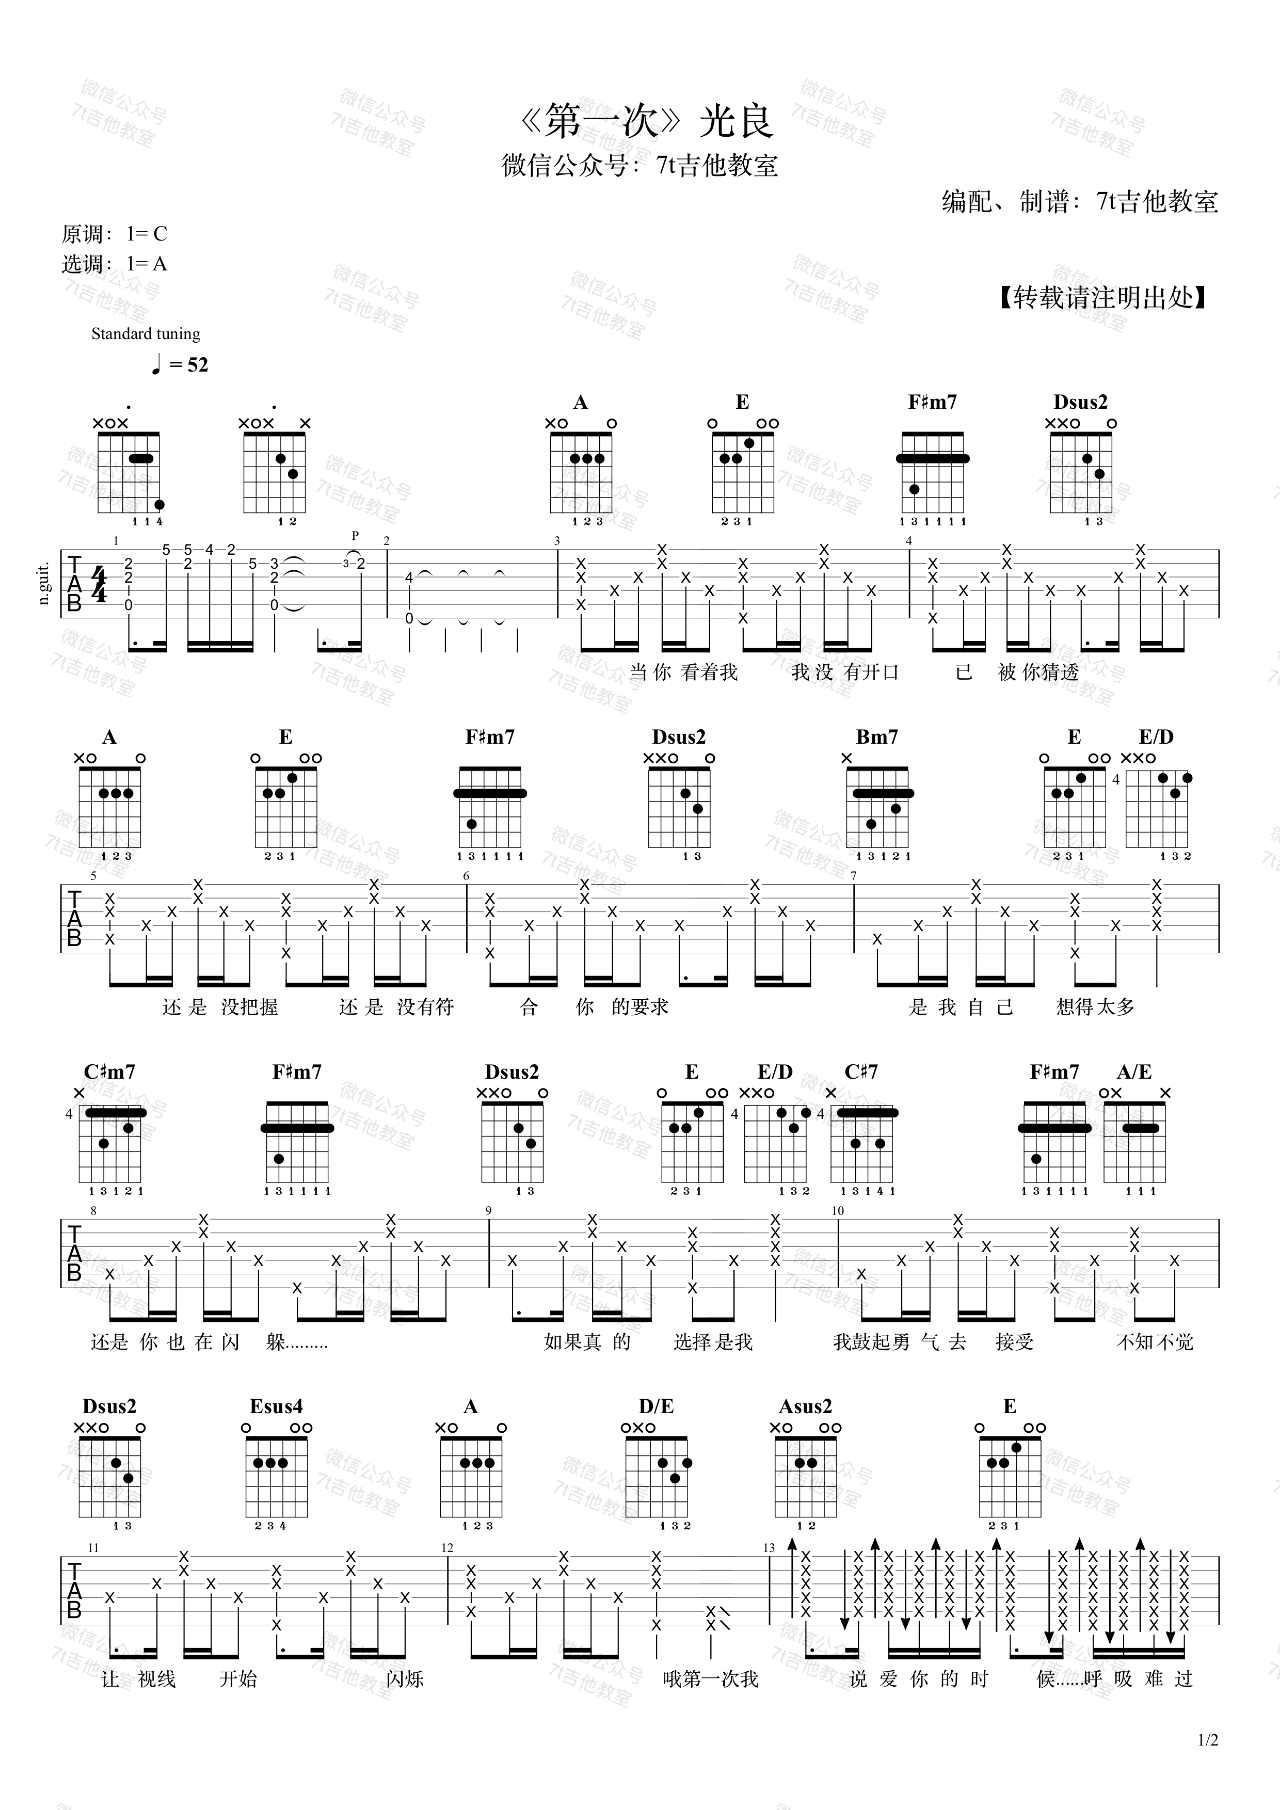 《第一次》光良
微信公众号：7t吉他教室
编配、制谱：7t吉他教室
原调：1= C
选调：1= A
【转载请注明出处】
Standard tuning
♩ = 52
A E F♯m7 Dsus2
n.guit.
当 你 看着我 我 没 有开口 已 被 你猜透
A E F♯m7 Dsus2 Bm7 E E/D
还 是 没把握 还 是 没有符 合 你 的要求 是 我 自 己 想得 太多
C♯m7 F♯m7 Dsus2 E E/D C♯7 F♯m7 A/E
还是 你 也 在 闪 躲......... 如果真 的 选择 是我 我鼓起勇 气 去 接受 不知 不觉
Dsus2 Esus4 A D/E Asus2 E
让 视线 开始 闪烁 哦第一次我 说 爱 你 的 时 候......呼 吸 难 过
1/2